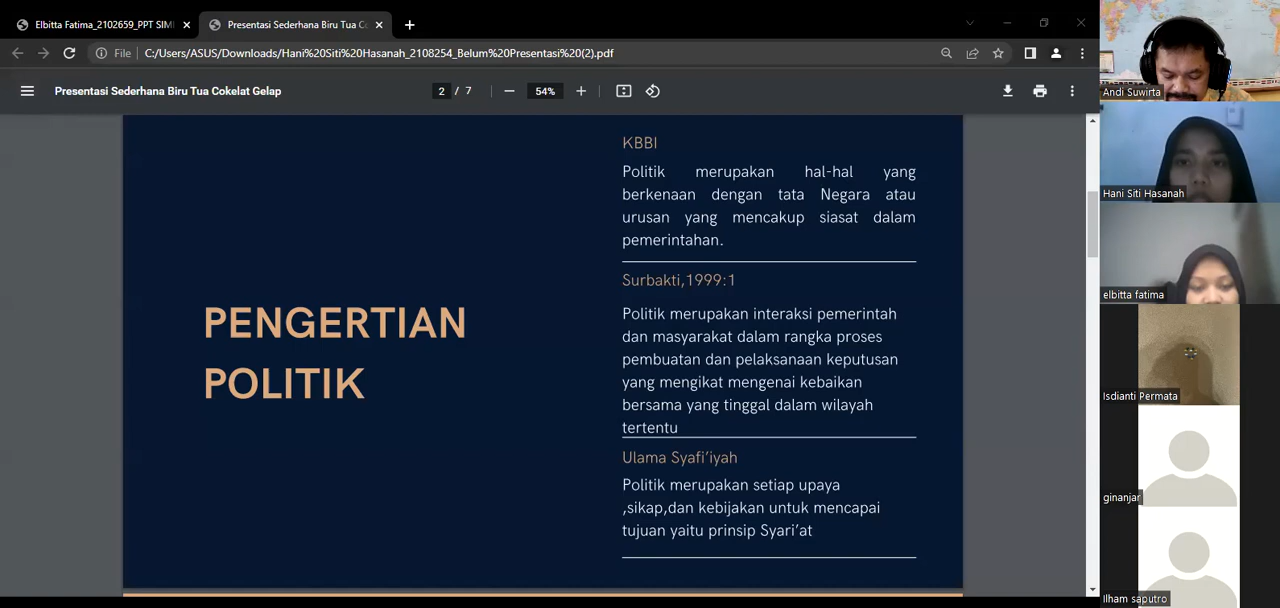 Elbitta Fatima_2102659_PPT SIMI
Presentasi Sederhana Biru Tua Co
File
C:/Users/ASUS/Downloads/Hani%20Siti%20Hasanah_2108254_Belum%20Presentasi%20(2).pdf
Presentasi Sederhana Biru Tua Cokelat Gelap
2 / 7
54%
PENGERTIAN
POLITIK
KBBI
Politik merupakan hal-hal yang
berkenaan dengan tata Negara atau
urusan yang mencakup siasat dalam
pemerintahan.
Surbakti,1999:1
Politik merupakan interaksi pemerintah
dan masyarakat dalam rangka proses
pembuatan dan pelaksanaan keputusan
yang mengikat mengenai kebaikan
bersama yang tinggal dalam wilayah
tertentu
Ulama Syafi’iyah
Politik merupakan setiap upaya
,sikap,dan kebijakan untuk mencapai
tujuan yaitu prinsip Syari’at
Andi Suwirta
Hani Siti Hasanah
elbitta fatima
Isdianti Permata
ginanjar
Ilham saputro